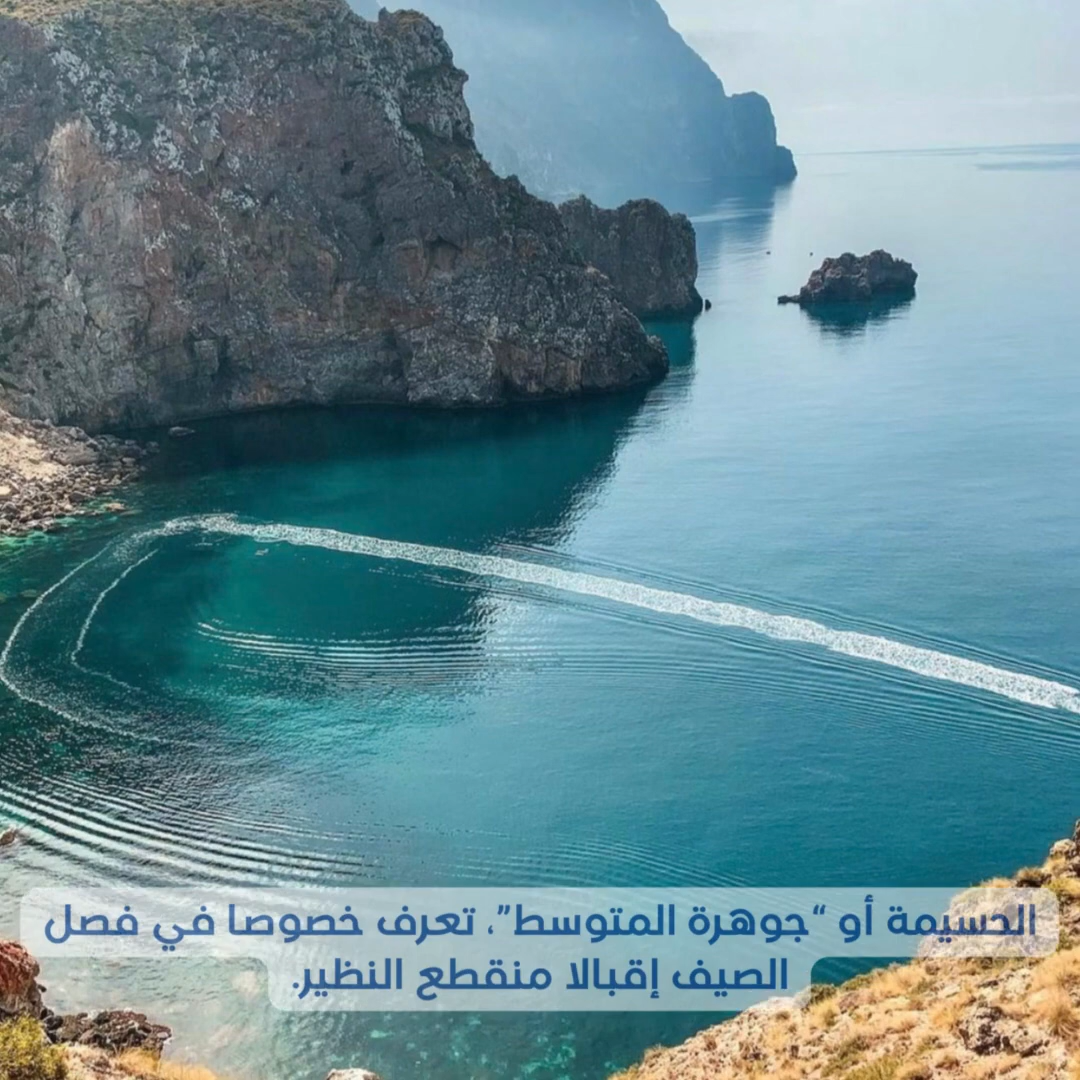 الحسيمة أو “جوهرة المتوسط”، تعرف خصوصا في فصل
الصيف إقبالا منقطع النظير.